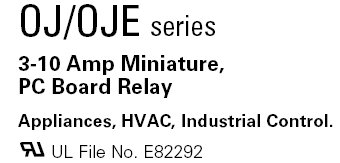 OJ/OJE series
3-10 Amp Miniature,
PC Board Relay
Appliances, HVAC, Industrial Control.
UL File No. E82292